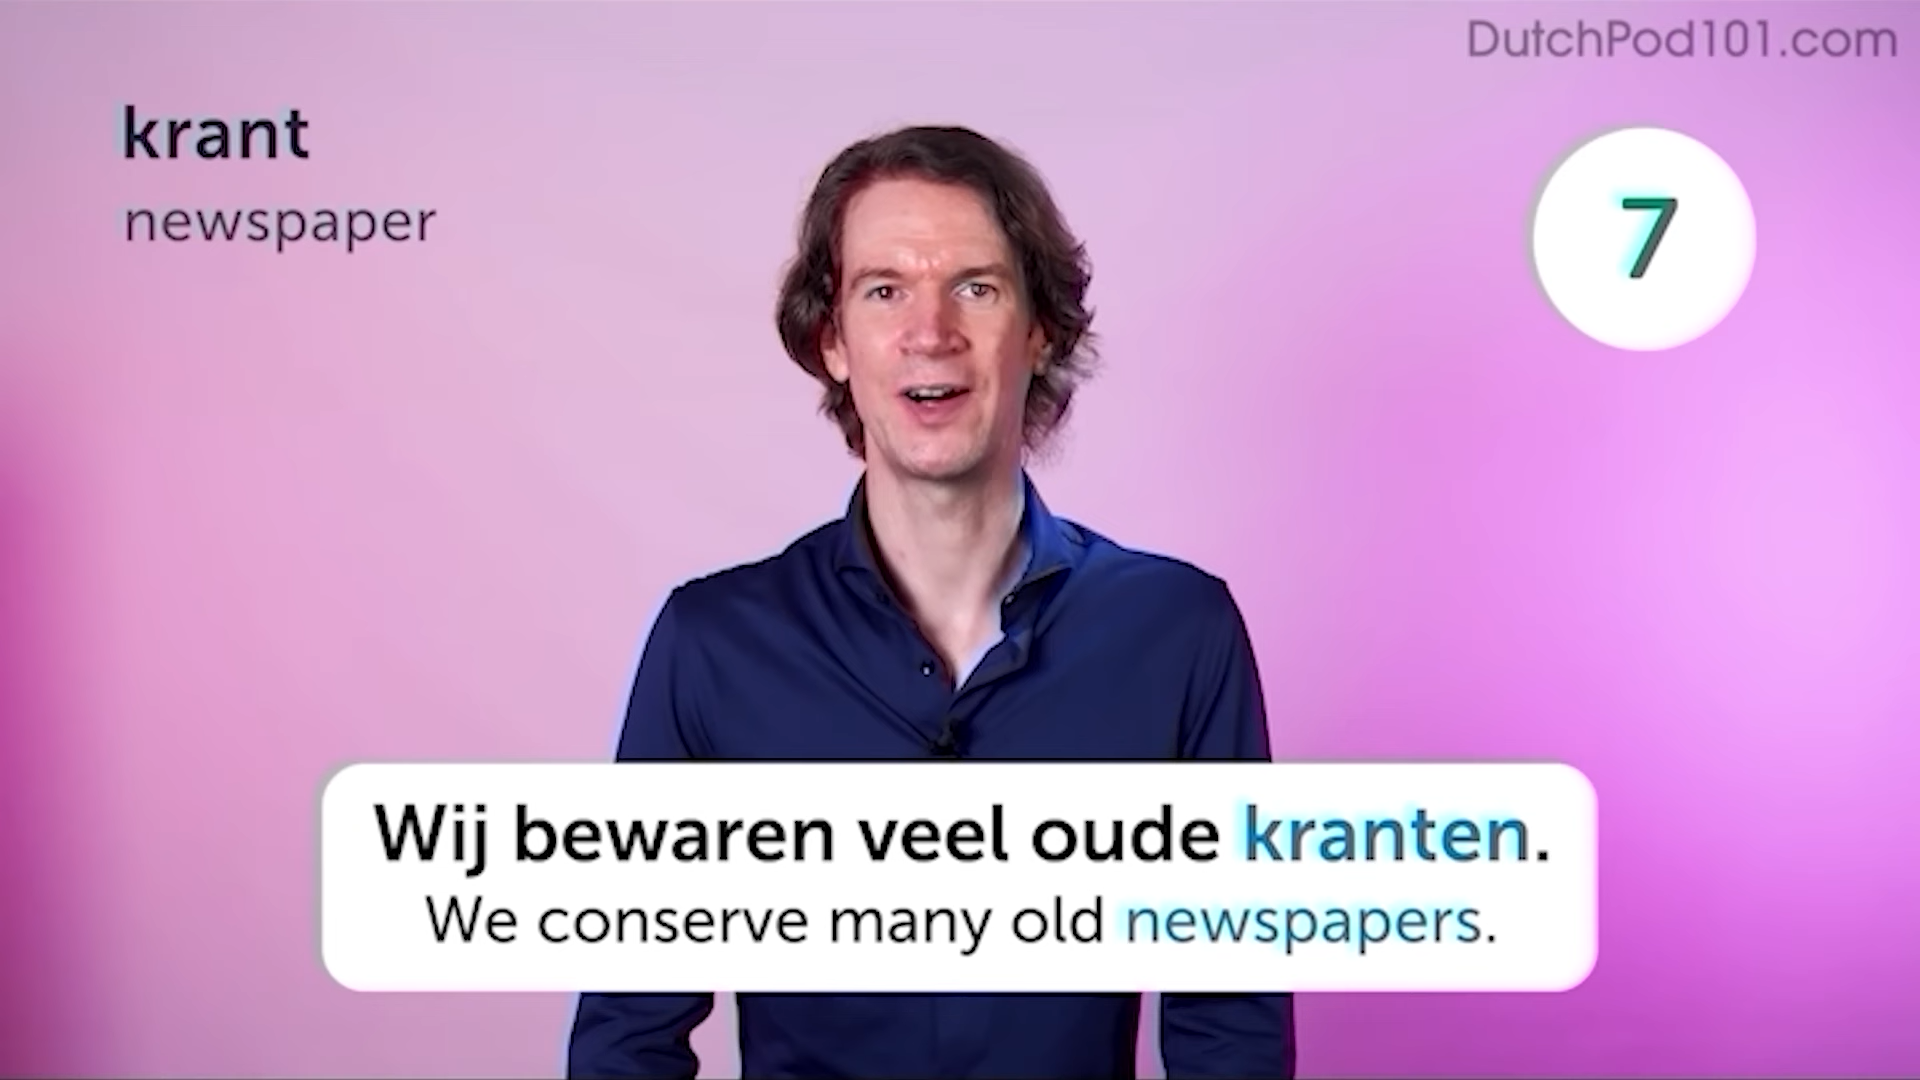 DutchPod101.com
krant
newspaper
7
Wij bewaren veel oude kranten.
We conserve many old newspapers.